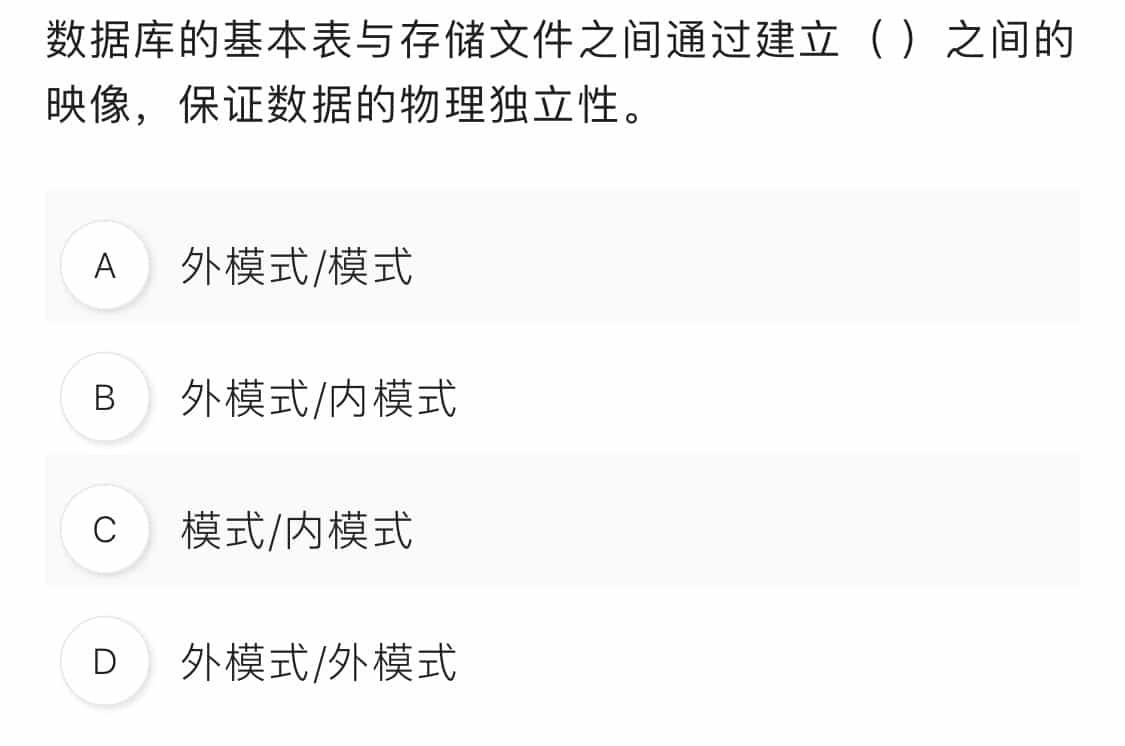 数据库的基本表与存储文件之间通过建立（ ）之间的
映像，保证数据的物理独立性。
A 外模式/模式
B 外模式/内模式
C 模式/内模式
D 外模式/外模式